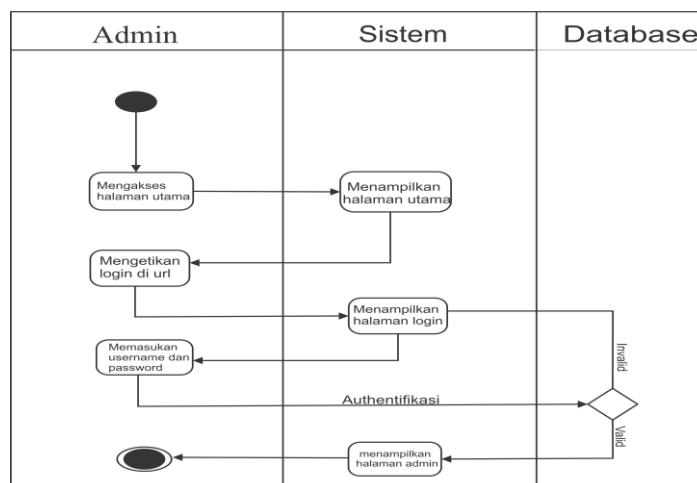 Admin
Sistem
Database
Mengakses
halaman utama
Menampilkan
halaman utama
Mengetikan
login di url
Menampilkan
halaman login
Memasukan
username dan
password
Invalid
Authentifikasi
Valid
menampilkan
halaman admin